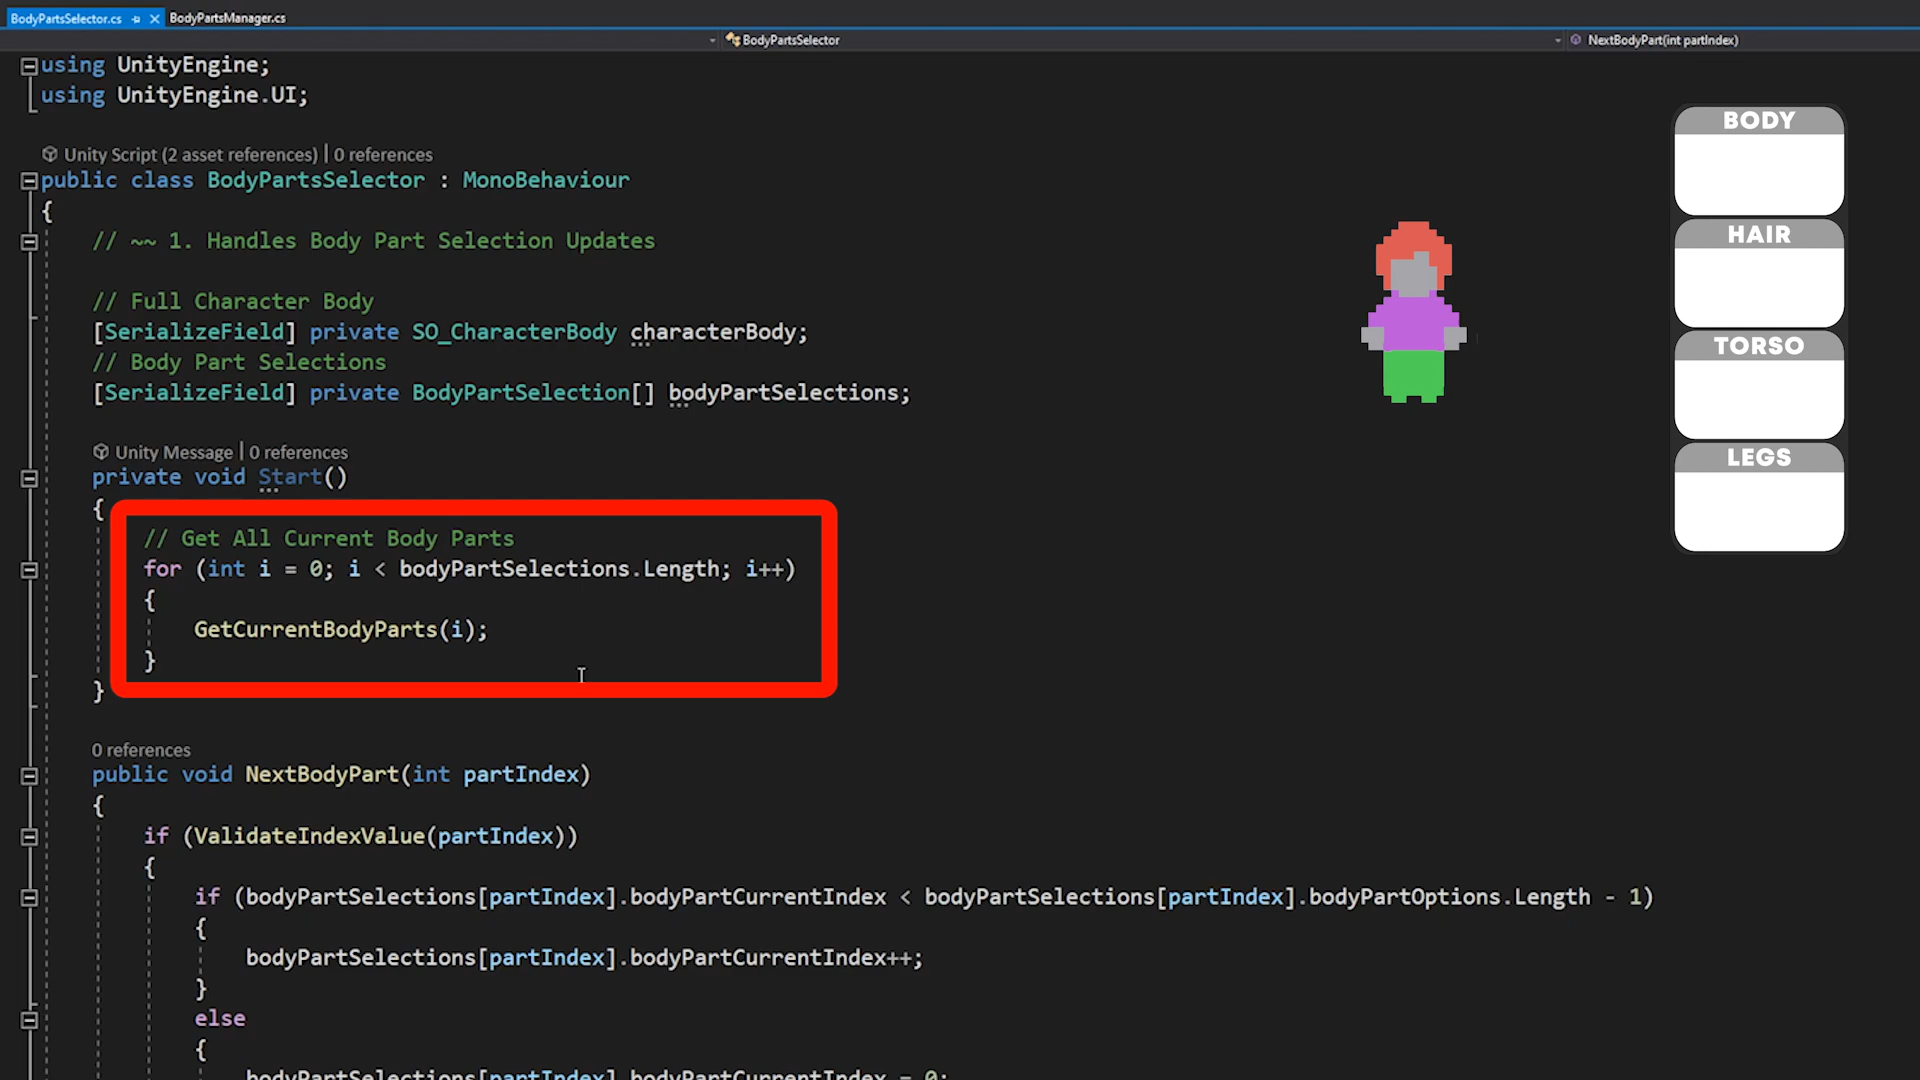 BodyPartsSelector.cs BodyPartsManager.cs
BodyPartsSelector NextBodyPart(int partIndex)
using UnityEngine;
using UnityEngine.UI;
Unity Script (2 asset references) | 0 references
public class BodyPartsSelector : MonoBehaviour
{
// ~~ 1. Handles Body Part Selection Updates
// Full Character Body
[SerializeField] private SO_CharacterBody characterBody;
// Body Part Selections
[SerializeField] private BodyPartSelection[] bodyPartSelections;
Unity Message | 0 references
private void Start()
{
// Get All Current Body Parts
for (int i = 0; i < bodyPartSelections.Length; i++)
{
GetCurrentBodyParts(i);
}
}
0 references
public void NextBodyPart(int partIndex)
{
if (ValidateIndexValue(partIndex))
{
if (bodyPartSelections[partIndex].bodyPartCurrentIndex < bodyPartSelections[partIndex].bodyPartOptions.Length - 1)
{
bodyPartSelections[partIndex].bodyPartCurrentIndex++;
}
else
{
bodyPartSelections[partIndex].bodyPartCurrentIndex = 0;
BODY
HAIR
TORSO
LEGS